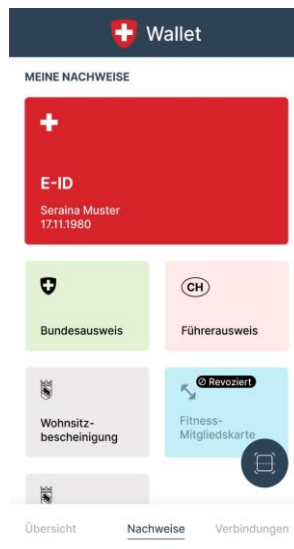 Wallet
MEINE NACHWEISE
E-ID
Seraina Muster
17.11.1980
Bundesausweis
CH
Führerausweis
Wohnsitz-
bescheinigung
Revoziert
Fitness-
Mitgliedskarte
Übersicht
Nachweise
Verbindungen